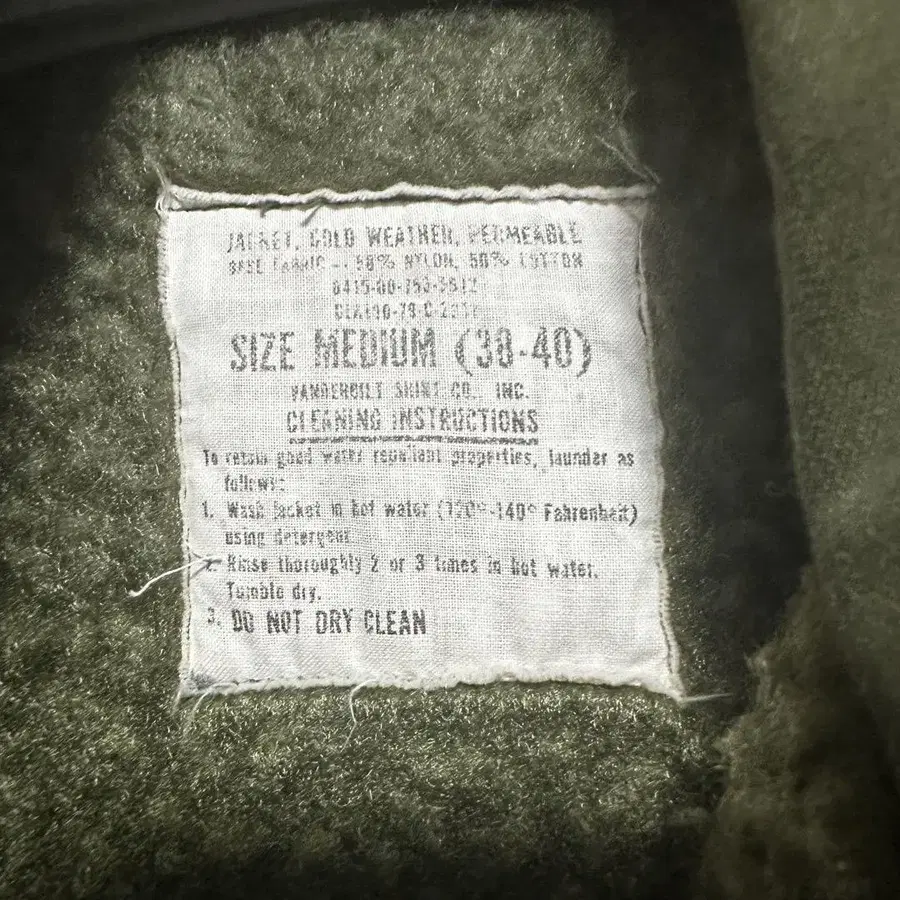 JACKET, COLD WEATHER, PERMEABLE
BASE FABRIC -- 50% NYLON, 50% COTTON
SIZE MEDIUM (38-40)
VANDERBILT SHIRT CO., INC.
CLEANING INSTRUCTIONS
To retain good water repellant properties, launder as
follows:
1. Wash jacket in hot water (120°-140° Fahrenheit)
using detergent
2. Rinse thoroughly 2 or 3 times in hot water.
Tumble dry.
3. DO NOT DRY CLEAN